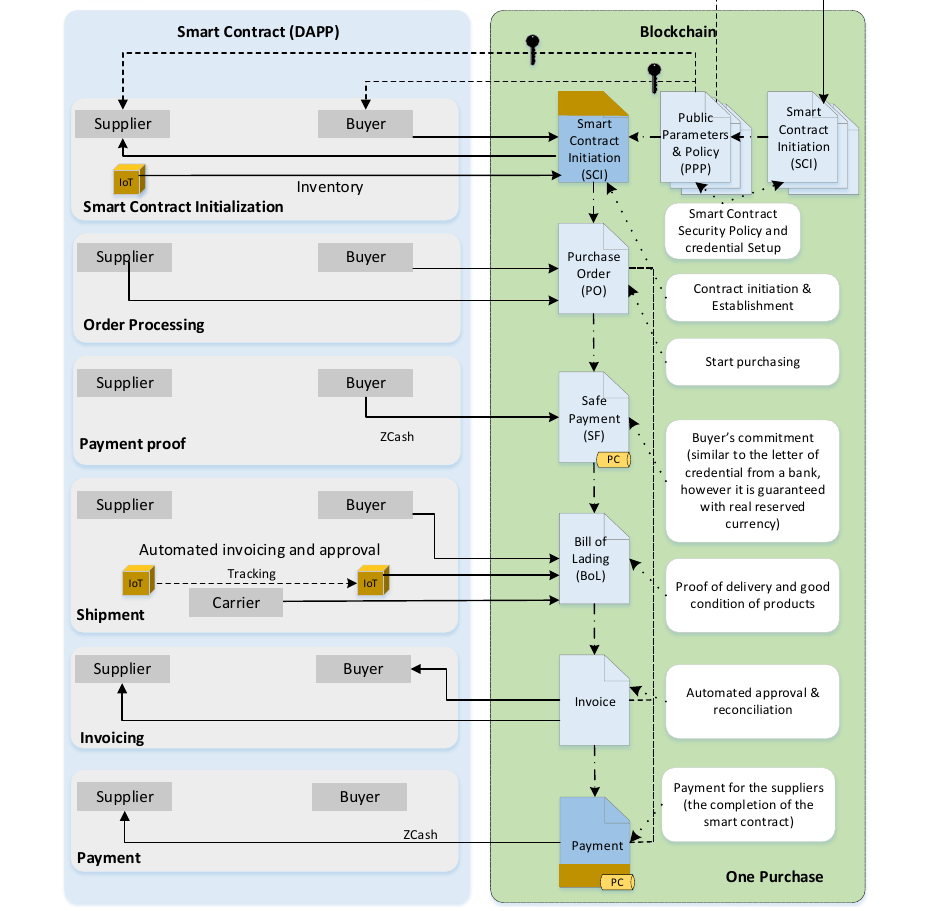 Smart Contract (DAPP)
Blockchain
Supplier
Buyer
IoT
Inventory
Smart Contract Initialization
Smart
Contract
Initiation
(SCI)
Public
Parameters
& Policy
(PPP)
Smart
Contract
Initiation
(SCI)
Smart Contract
Security Policy and
credential Setup
Supplier
Buyer
Order Processing
Purchase
Order
(PO)
Contract initiation &
Establishment
Start purchasing
Supplier
Buyer
ZCash
Payment proof
Safe
Payment
(SF)
PC
Buyer's commitment
(similar to the letter of
credential from a bank,
however it is guaranteed
with real reserved
currency)
Supplier
Buyer
Automated invoicing and approval
IoT
Tracking
IoT
Carrier
Shipment
Bill of
Lading
(BoL)
Proof of delivery and good
condition of products
Supplier
Buyer
Invoicing
Invoice
Automated approval &
reconciliation
Supplier
Buyer
ZCash
Payment
Payment
PC
Payment for the suppliers
(the completion of the
smart contract)
One Purchase